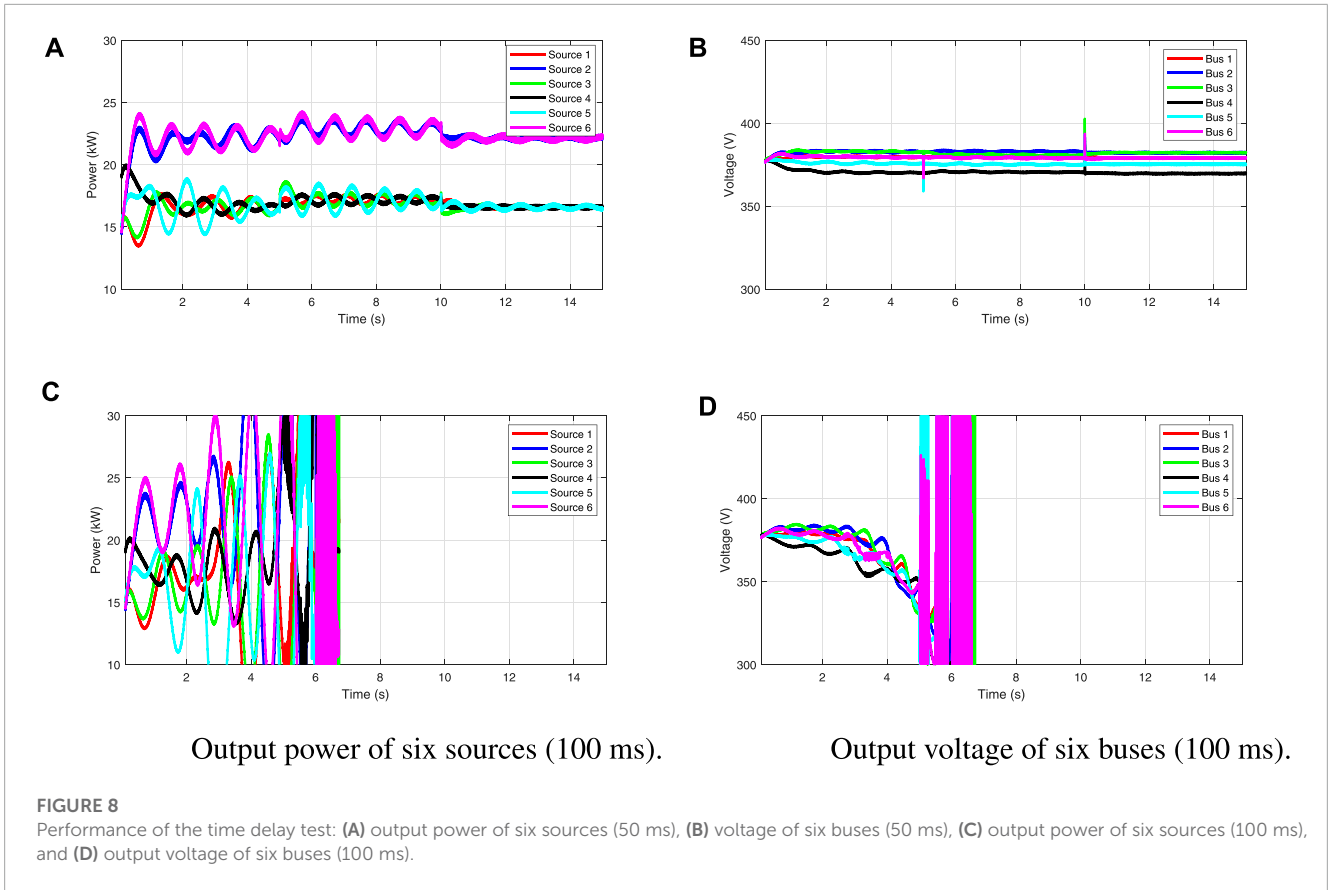 A
30
25
20
15
10
Power (kW)
2 4 6 8 10 12 14
Time (s)
Source 1
Source 2
Source 3
Source 4
Source 5
Source 6
B
450
400
350
300
Voltage (V)
2 4 6 8 10 12 14
Time (s)
Bus 1
Bus 2
Bus 3
Bus 4
Bus 5
Bus 6
C
30
25
20
15
10
Power (kW)
2 4 6 8 10 12 14
Time (s)
Source 1
Source 2
Source 3
Source 4
Source 5
Source 6
D
450
400
350
300
Voltage (V)
2 4 6 8 10 12 14
Time (s)
Bus 1
Bus 2
Bus 3
Bus 4
Bus 5
Bus 6
Output power of six sources (100 ms).
Output voltage of six buses (100 ms).
FIGURE 8
Performance of the time delay test: (A) output power of six sources (50 ms), (B) voltage of six buses (50 ms), (C) output power of six sources (100 ms),
and (D) output voltage of six buses (100 ms).